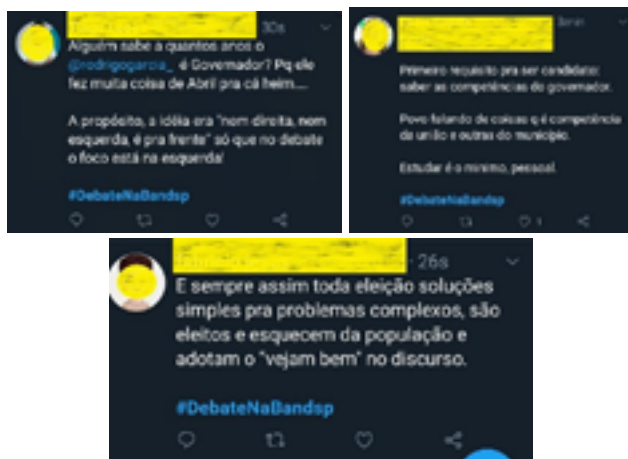 30s
Alguém sabe a quantos anos o
@rodrigogarcia_ é Governador? Pq ele
fez muita coisa de Abril pra cá heim....
A propósito, a idéia era "nem direita, nem
esquerda, é pra frente" só que no debate
o foco está na esquerda!
#DebateNaBandsp
Primeiro requisito pra ser candidato:
saber as competências do governador.
Povo falando de coisas q é competência
da união e outras do município.
Estudar é o mínimo, pessoal.
#DebateNaBandsp
1
· 26s
E sempre assim toda eleição soluções
simples pra problemas complexos, são
eleitos e esquecem da população e
adotam o "vejam bem" no discurso.
#DebateNaBandsp